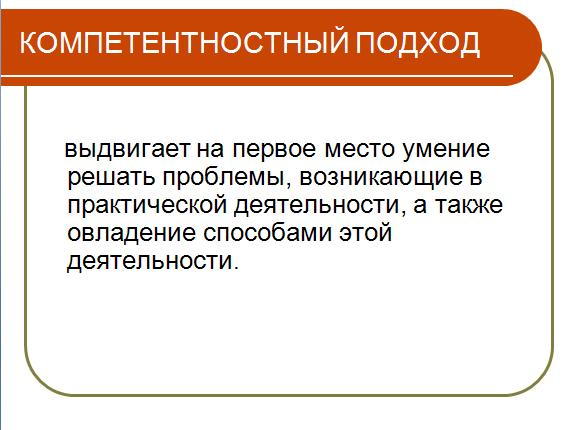 КОМПЕТЕНТНОСТНЫЙ ПОДХОД
выдвигает на первое место умение
решать проблемы, возникающие в
практической деятельности, а также
овладение способами этой
деятельности.